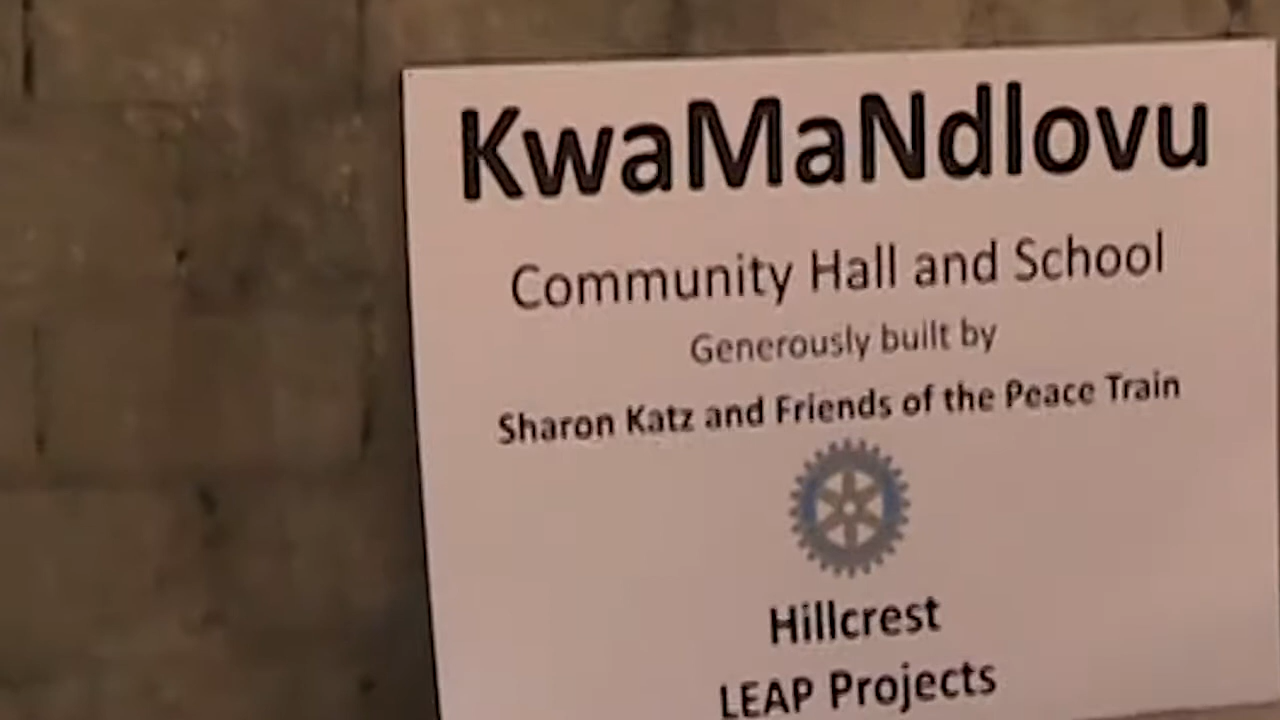 KwaMaNdlovu
Community Hall and School
Generously built by
Sharon Katz and Friends of the Peace Train
Hillcrest
LEAP Projects